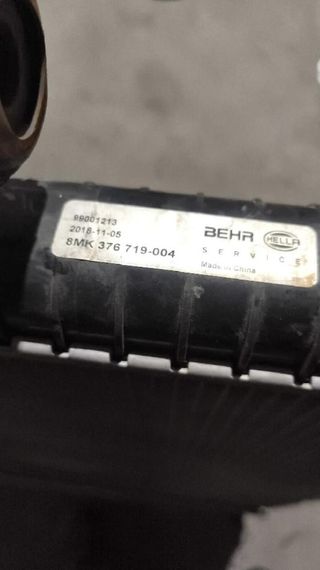 99001213
2018-11-05
8MK 376 719-004
BEHR HELLA
SERVICE
Made in China